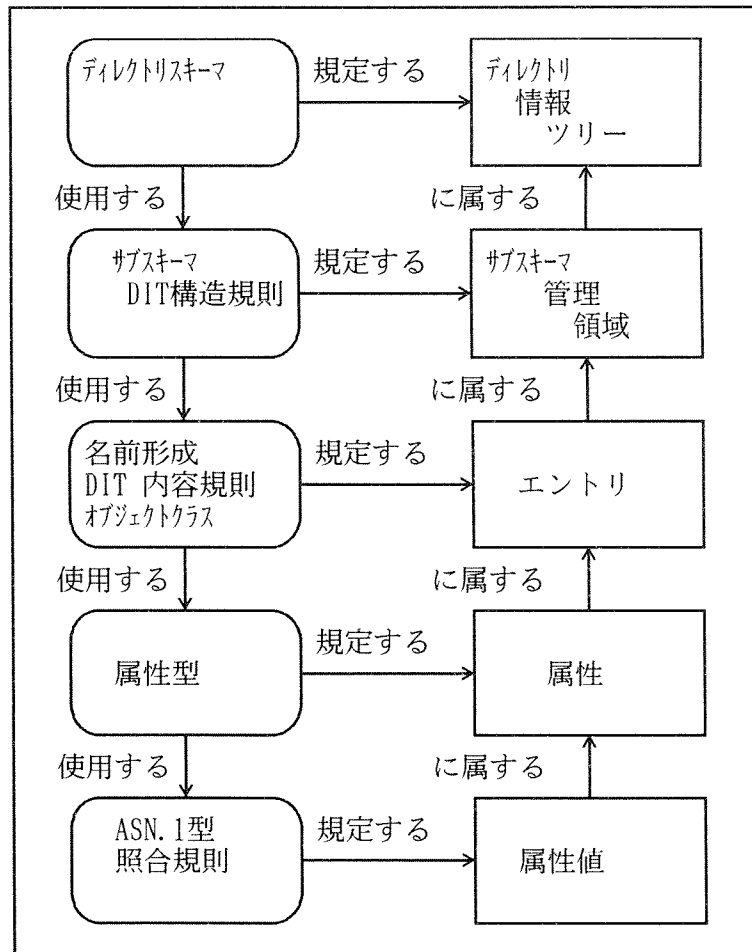 ディレクトリスキーマ
規定する
ディレクトリ
情報
ツリー
使用する
に属する
サブスキーマ
DIT構造規則
規定する
サブスキーマ
管理
領域
使用する
に属する
名前形成
DIT 内容規則
オブジェクトクラス
規定する
エントリ
使用する
に属する
属性型
規定する
属性
使用する
に属する
ASN.1型
照合規則
規定する
属性値